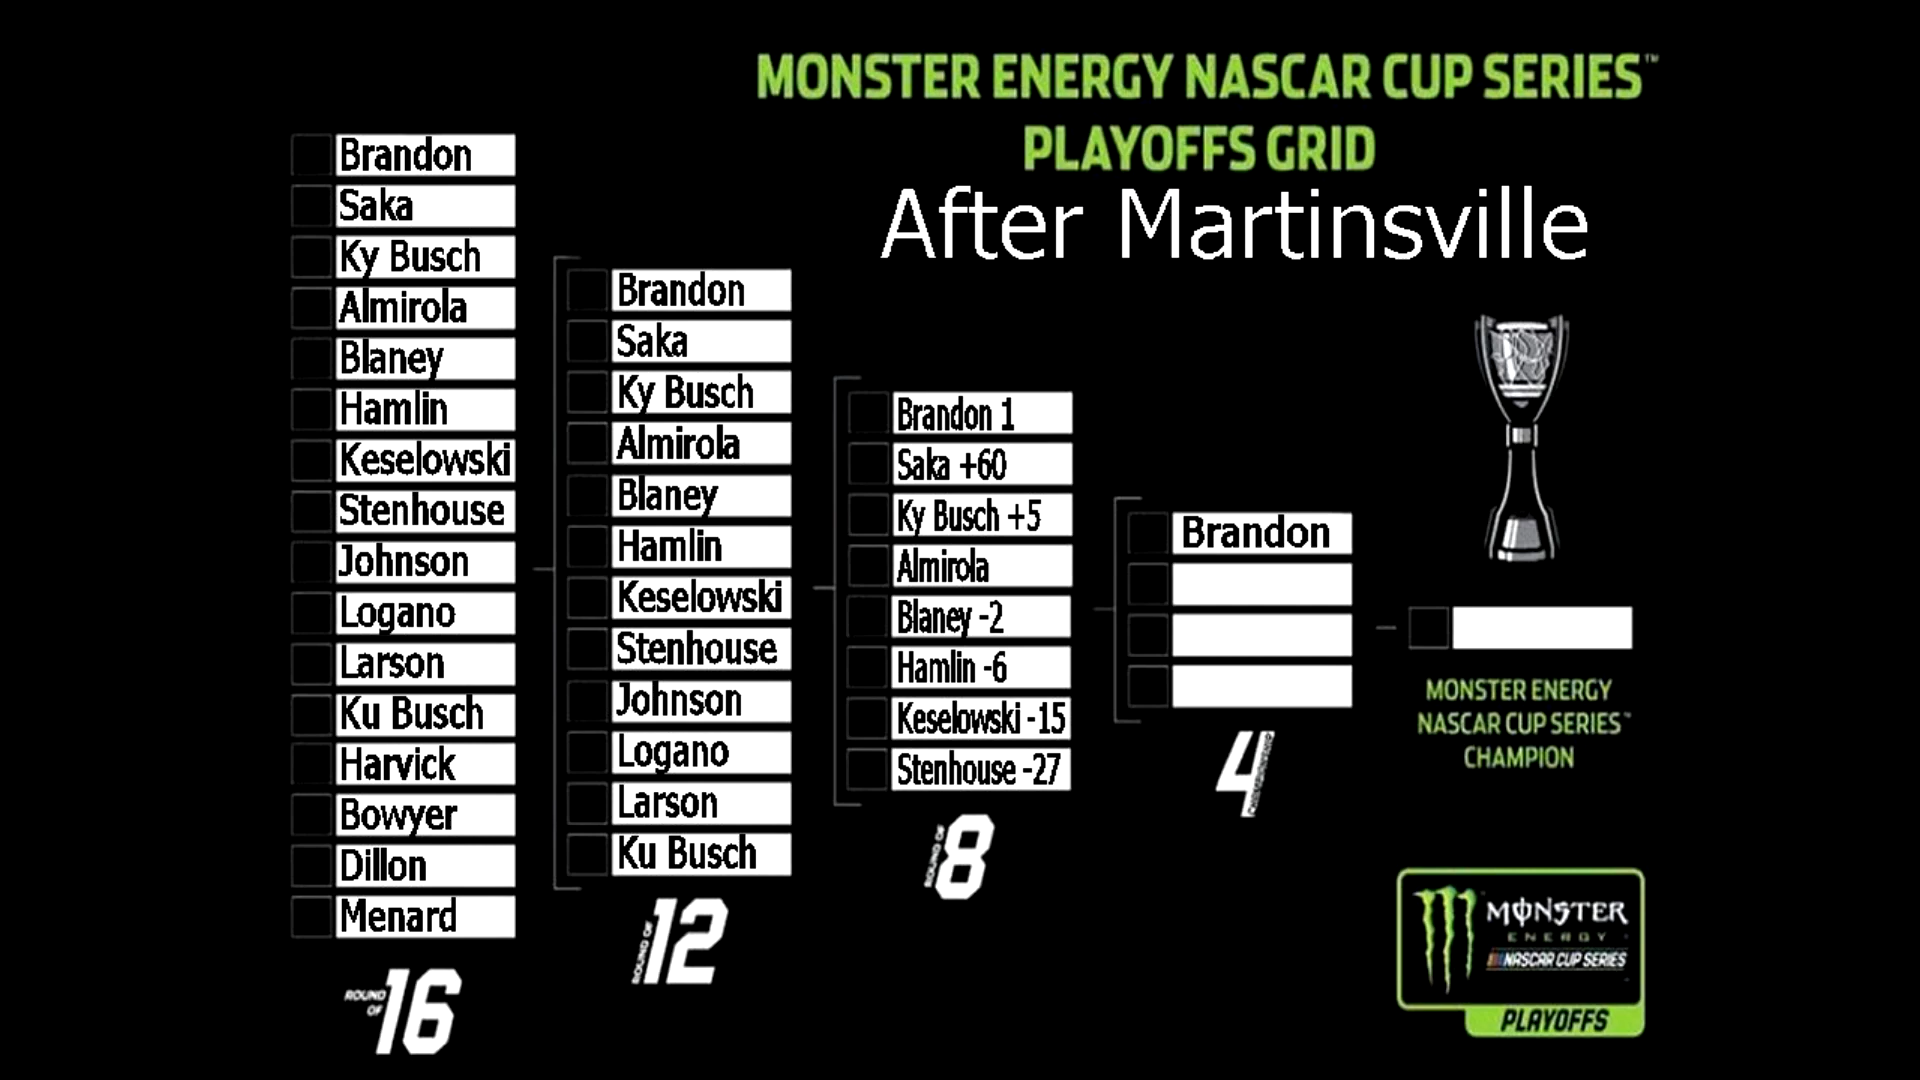 MONSTER ENERGY NASCAR CUP SERIES™
PLAYOFFS GRID
After Martinsville
Brandon
Saka
Ky Busch
Almirola
Blaney
Hamlin
Keselowski
Stenhouse
Johnson
Logano
Larson
Ku Busch
Harvick
Bowyer
Dillon
Menard
ROUND
OF
16
Brandon
Saka
Ky Busch
Almirola
Blaney
Hamlin
Keselowski
Stenhouse
Johnson
Logano
Larson
Ku Busch
ROUND OF
12
Brandon 1
Saka +60
Ky Busch +5
Almirola
Blaney -2
Hamlin -6
Keselowski -15
Stenhouse -27
ROUND OF
8
Brandon
4
MONSTER ENERGY
NASCAR CUP SERIES™
CHAMPION
MONSTER
ENERGY
NASCAR CUP SERIES
PLAYOFFS